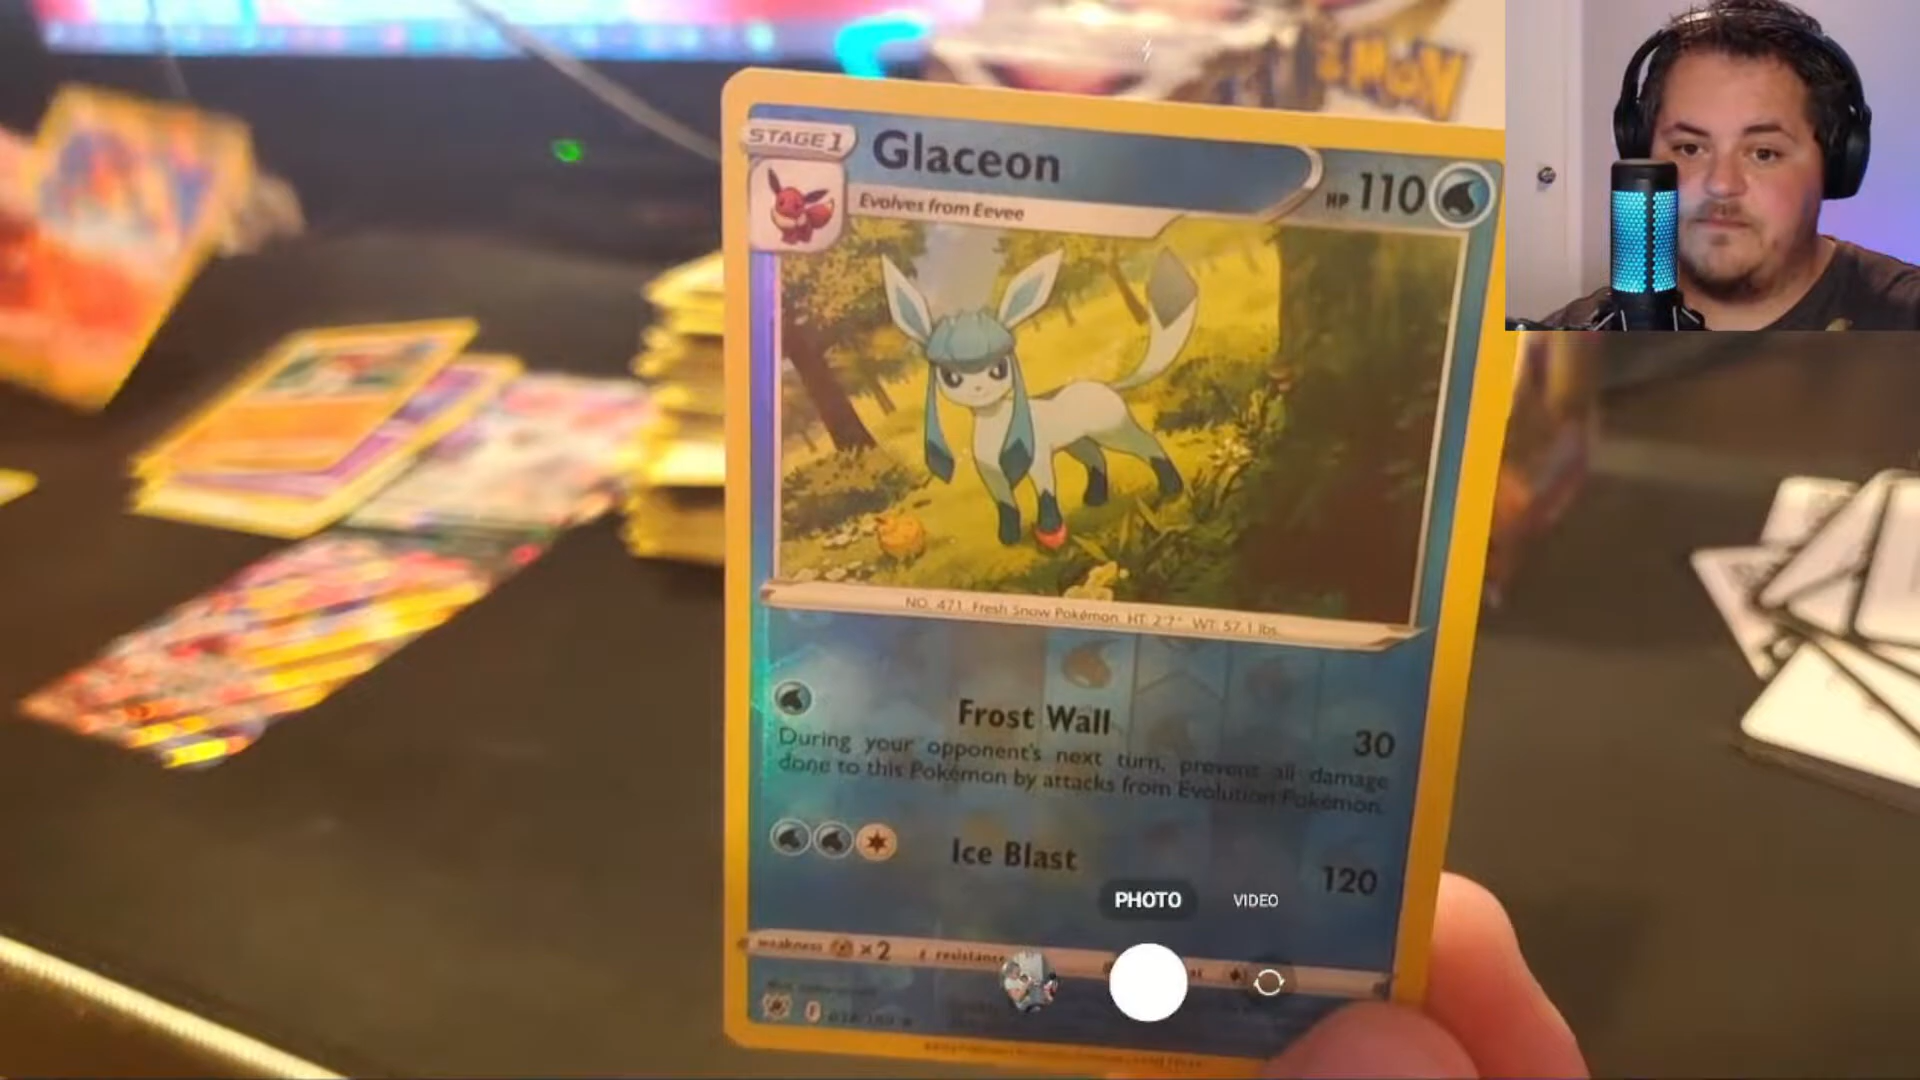 EMON
STAGE 1
Glaceon
HP 110
Evolves from Eevee
NO. 471 Fresh Snow Pokémon HT 2'7" WT 57.1 lbs.
Frost Wall
30
During your opponent's next turn, prevent all damage
done to this Pokémon by attacks from Evolution Pokémon.
Ice Blast
120
PHOTO
VIDEO
weakness x2
resistance